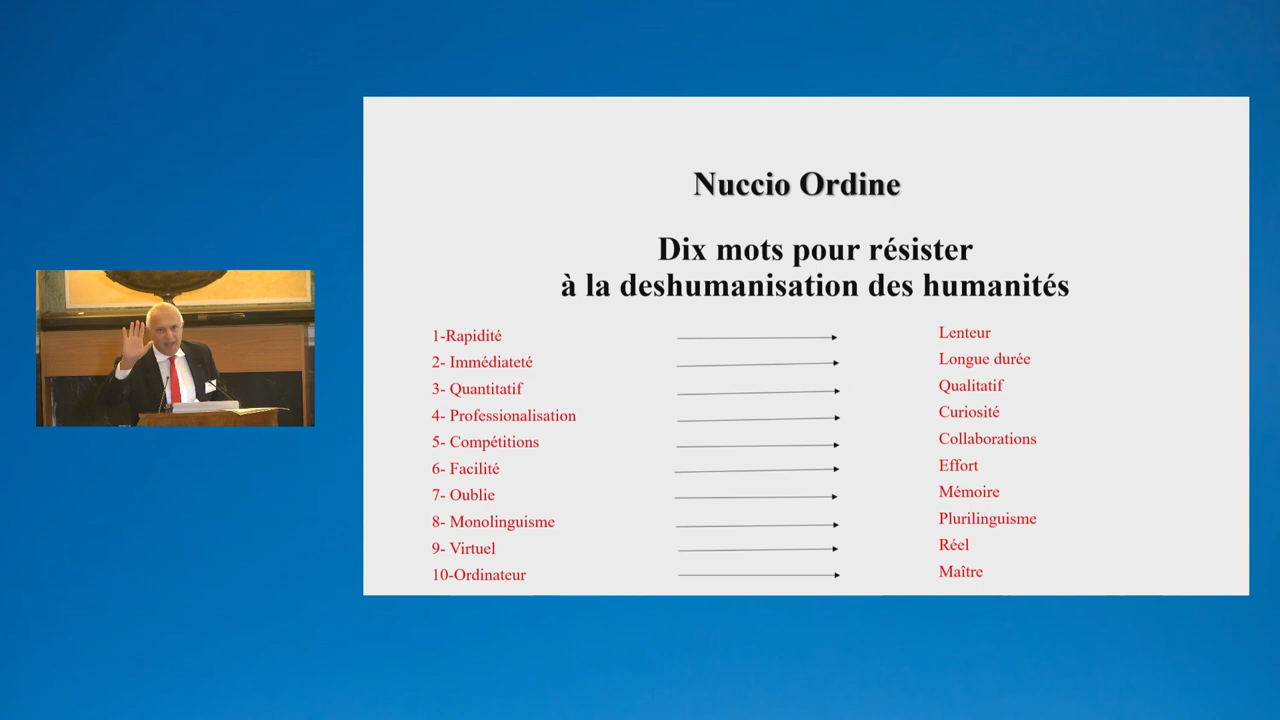 Nuccio Ordine
Dix mots pour résister
à la deshumanisation des humanités
1-Rapidité Lenteur
2- Immédiateté Longue durée
3- Quantitatif Qualitatif
4- Professionalisation Curiosité
5- Compétitions Collaborations
6- Facilité Effort
7- Oublie Mémoire
8- Monolinguisme Plurilinguisme
9- Virtuel Réel
10-Ordinateur Maître